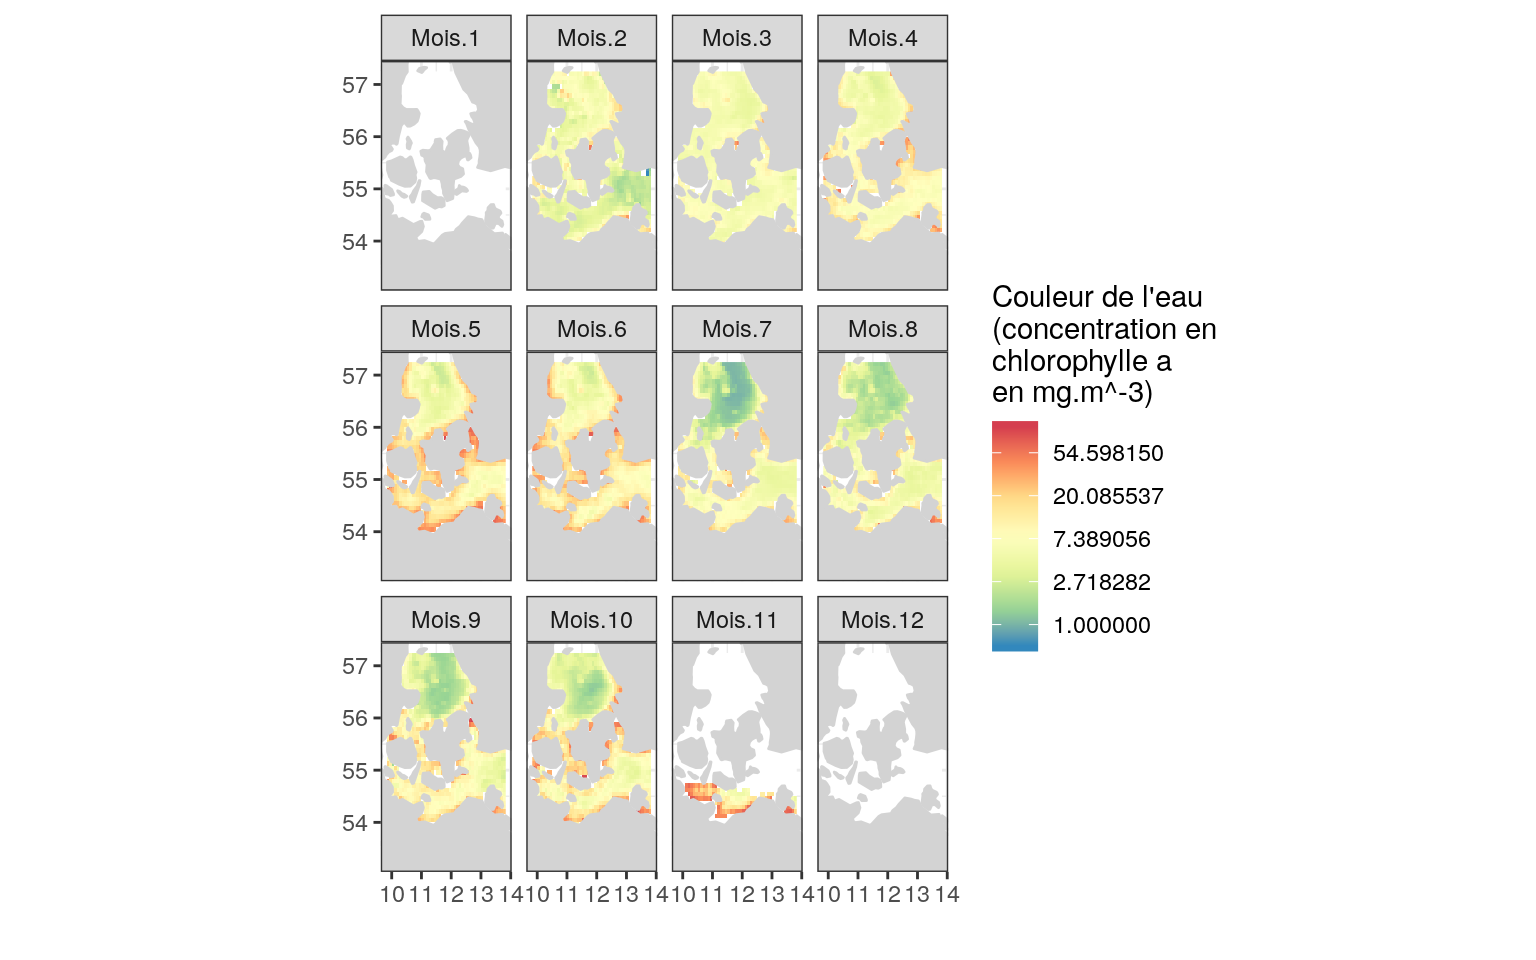 Mois.1 Mois.2 Mois.3 Mois.4
57
56
55
54
Mois.5 Mois.6 Mois.7 Mois.8
57
56
55
54
Mois.9 Mois.10 Mois.11 Mois.12
57
56
55
54
10 11 12 13 14 10 11 12 13 14 10 11 12 13 14 10 11 12 13 14
Couleur de l'eau
(concentration en
chlorophylle a
en mg.m^-3)
54.598150
20.085537
7.389056
2.718282
1.000000